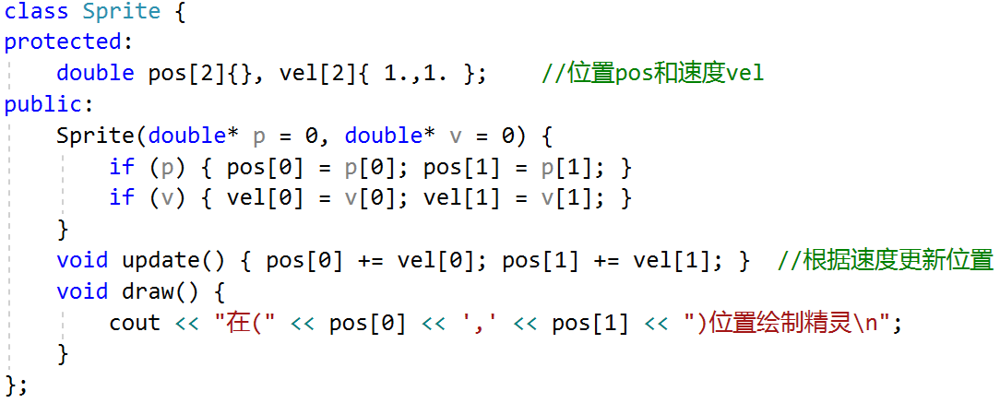 class Sprite {
protected:
    double pos[2]{}, vel[2]{ 1.,1. };    //位置pos和速度vel
public:
    Sprite(double* p = 0, double* v = 0) {
        if (p) { pos[0] = p[0]; pos[1] = p[1]; }
        if (v) { vel[0] = v[0]; vel[1] = v[1]; }
    }
    void update() { pos[0] += vel[0]; pos[1] += vel[1]; }  //根据速度更新位置
    void draw() {
        cout << "在(" << pos[0] << ',' << pos[1] << ")位置绘制精灵\n";
    }
};